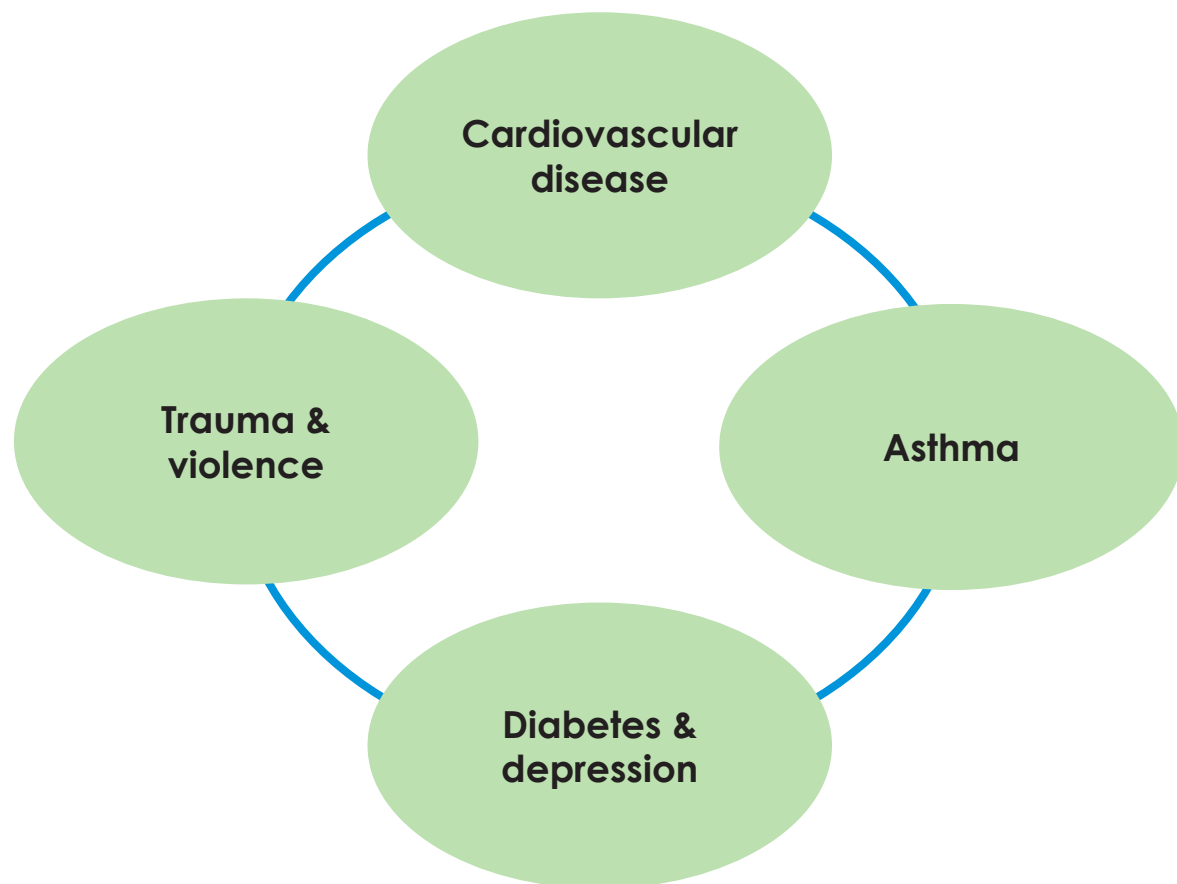 Cardiovascular
disease
Trauma &
violence
Asthma
Diabetes &
depression